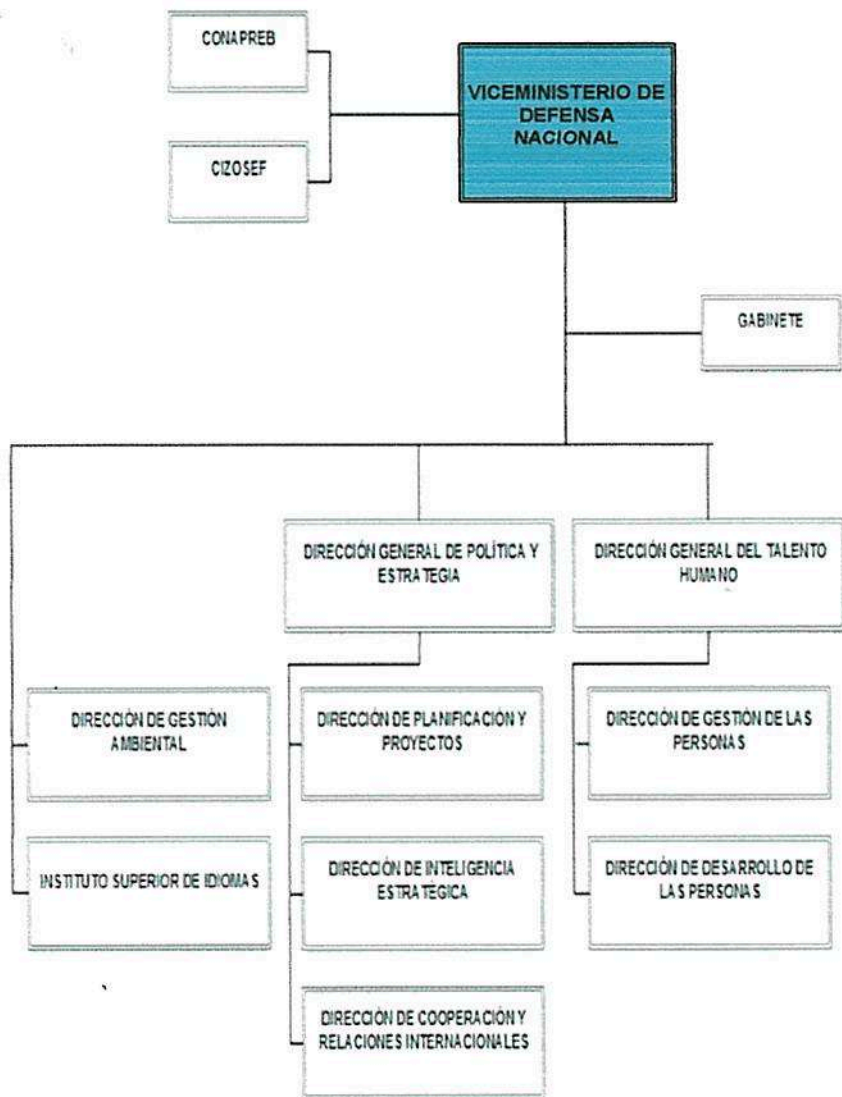 CONAPREB
VICEMINISTERIO DE
DEFENSA
NACIONAL
CIZOSEF
GABINETE
DIRECCIÓN GENERAL DE POLÍTICA Y
ESTRATEGIA
DIRECCIÓN GENERAL DEL TALENTO
HUMANO
DIRECCIÓN DE GESTIÓN
AMBIENTAL
DIRECCIÓN DE PLANIFICACIÓN Y
PROYECTOS
DIRECCIÓN DE GESTIÓN DE LAS
PERSONAS
INSTITUTO SUPERIOR DE IDIOMAS
DIRECCIÓN DE INTELIGENCIA
ESTRATÉGICA
DIRECCIÓN DE DESARROLLO DE
LAS PERSONAS
DIRECCIÓN DE COOPERACIÓN Y
RELACIONES INTERNACIONALES